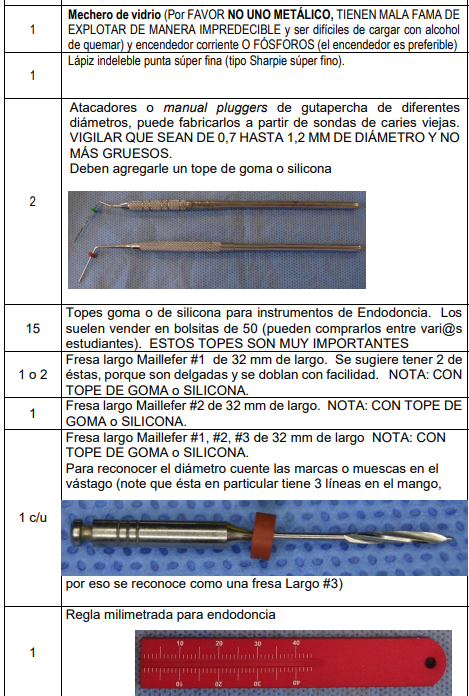 1
Mechero de vidrio (Por FAVOR NO UNO METÁLICO, TIENEN MALA FAMA DE
EXPLOTAR DE MANERA IMPREDECIBLE y ser difíciles de cargar con alcohol
de quemar) y encendedor corriente O FÓSFOROS (el encendedor es preferible)
1
Lápiz indeleble punta súper fina (tipo Sharpie súper fino).
2
Atacadores o manual pluggers de gutapercha de diferentes
diámetros, puede fabricarlos a partir de sondas de caries viejas.
VIGILAR QUE SEAN DE 0,7 HASTA 1,2 MM DE DIÁMETRO Y NO
MÁS GRUESOS.
Deben agregarle un tope de goma o silicona
15
Topes goma o de silicona para instrumentos de Endodoncia. Los
suelen vender en bolsitas de 50 (pueden comprarlos entre vari@s
estudiantes). ESTOS TOPES SON MUY IMPORTANTES
1 o 2
Fresa largo Maillefer #1 de 32 mm de largo. Se sugiere tener 2 de
éstas, porque son delgadas y se doblan con facilidad. NOTA: CON
TOPE DE GOMA o SILICONA.
1
Fresa largo Maillefer #2 de 32 mm de largo. NOTA: CON TOPE DE
GOMA o SILICONA.
1 c/u
Fresa largo Maillefer #1, #2, #3 de 32 mm de largo NOTA: CON
TOPE DE GOMA o SILICONA.
Para reconocer el diámetro cuente las marcas o muescas en el
vástago (note que ésta en particular tiene 3 líneas en el mango,
por eso se reconoce como una fresa Largo #3)
1
Regla milimetrada para endodoncia
10 20 30 40
10 20 30 40